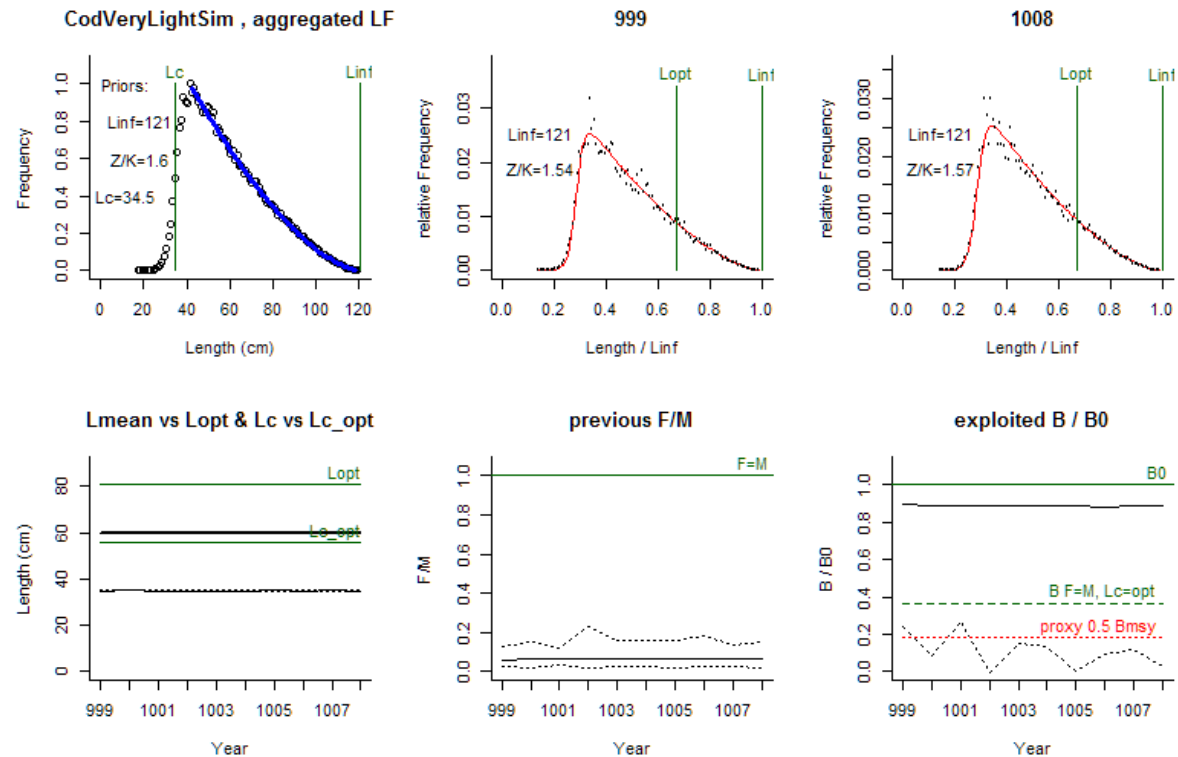 CodVeryLightSim , aggregated LF
Frequency
0.0 0.2 0.4 0.6 0.8 1.0
Priors:
Linf=121
Z/K=1.6
Lc=34.5
Lc
Linf
0 20 40 60 80 100 120
Length (cm)
999
relative Frequency
0.00 0.01 0.02 0.03
Linf=121
Z/K=1.54
Lopt
Linf
0.0 0.2 0.4 0.6 0.8 1.0
Length / Linf
1008
relative Frequency
0.000 0.010 0.020 0.030
Linf=121
Z/K=1.57
Lopt
Linf
0.0 0.2 0.4 0.6 0.8 1.0
Length / Linf
Lmean vs Lopt & Lc vs Lc_opt
Length (cm)
0 20 40 60 80
Lopt
Lc_opt
999 1001 1003 1005 1007
Year
previous F/M
F/M
0.0 0.2 0.4 0.6 0.8 1.0
F=M
999 1001 1003 1005 1007
Year
exploited B / B0
B / B0
0.0 0.2 0.4 0.6 0.8 1.0
B0
B F=M, Lc=opt
proxy 0.5 Bmsy
999 1001 1003 1005 1007
Year